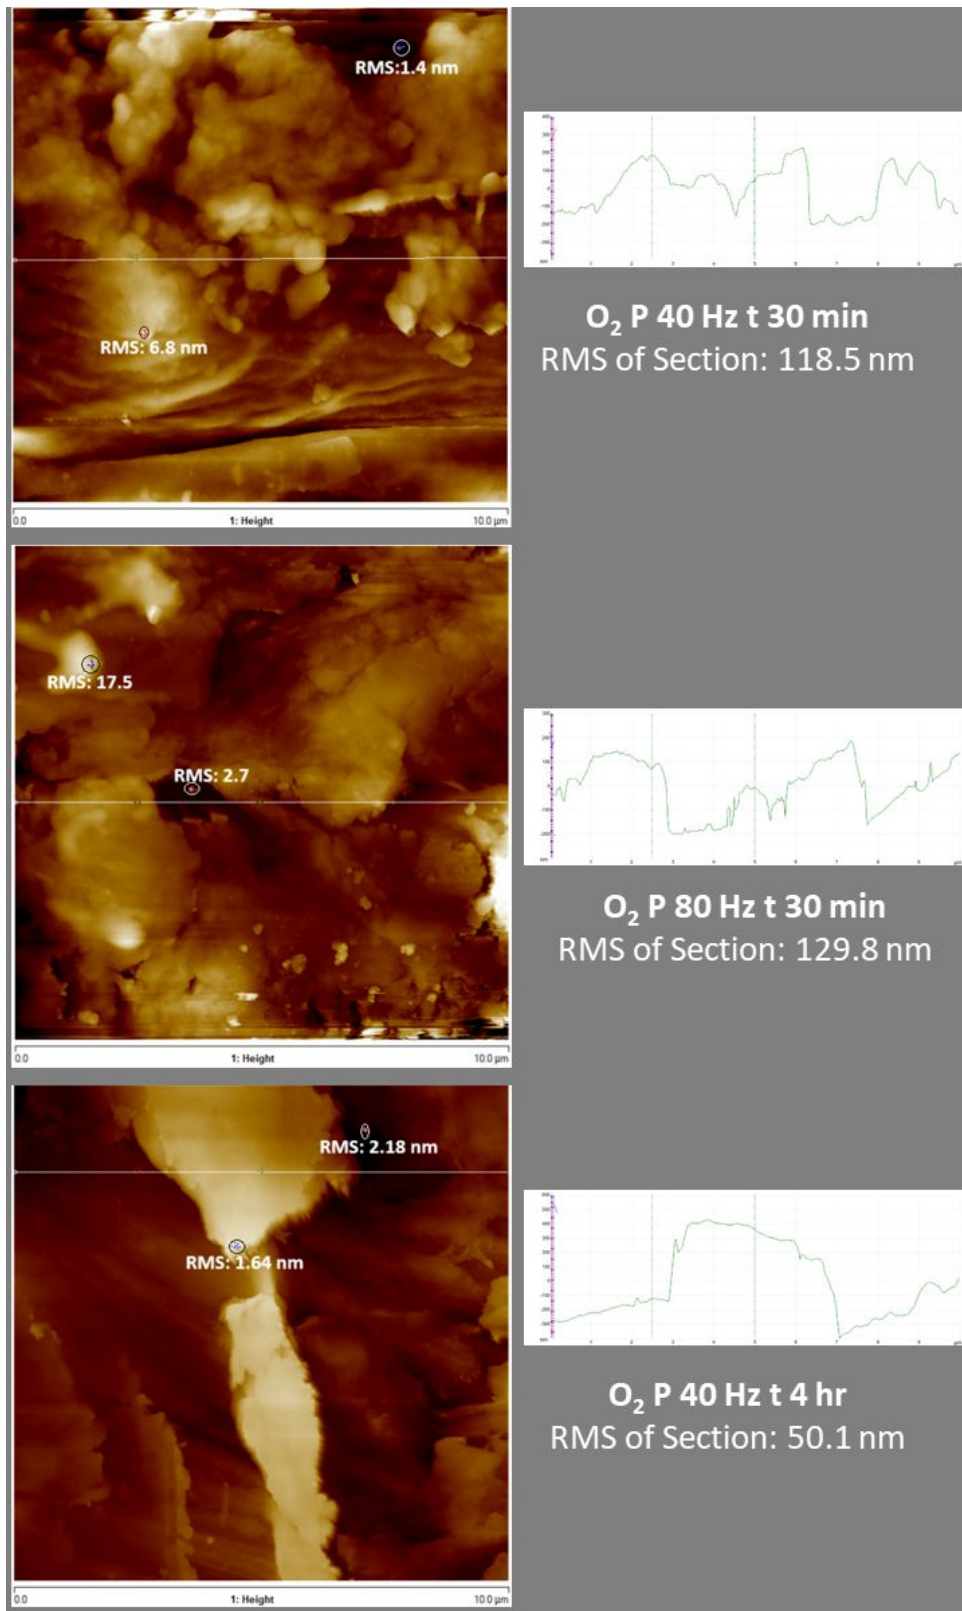 RMS:1.4 nm
RMS: 6.8 nm
0.0 1: Height 10.0 µm
O₂ P 40 Hz t 30 min
RMS of Section: 118.5 nm
RMS: 17.5
RMS: 2.7
0.0 1: Height 10.0 µm
O₂ P 80 Hz t 30 min
RMS of Section: 129.8 nm
RMS: 2.18 nm
RMS: 1.64 nm
0.0 1: Height 10.0 µm
O₂ P 40 Hz t 4 hr
RMS of Section: 50.1 nm